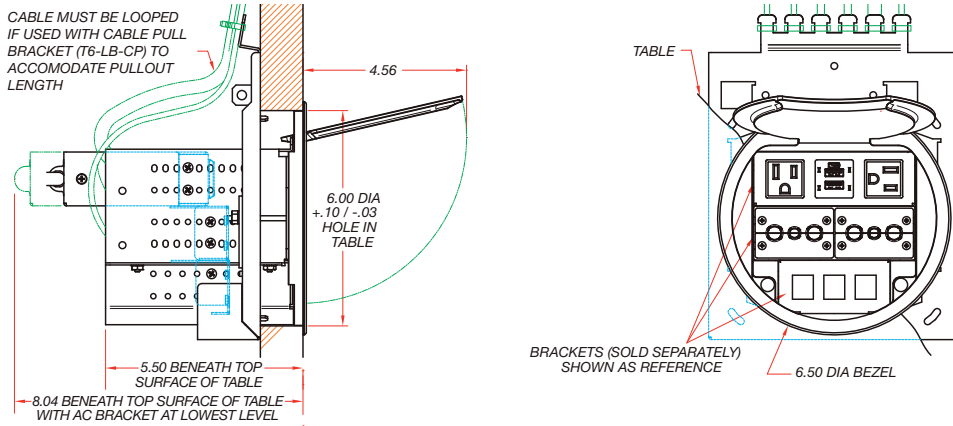 CABLE MUST BE LOOPED
IF USED WITH CABLE PULL
BRACKET (T6-LB-CP) TO
ACCOMODATE PULLOUT
LENGTH
4.56
6.00 DIA
+.10 / -.03
HOLE IN
TABLE
5.50 BENEATH TOP
SURFACE OF TABLE
8.04 BENEATH TOP SURFACE OF TABLE
WITH AC BRACKET AT LOWEST LEVEL
TABLE
BRACKETS (SOLD SEPARATELY)
SHOWN AS REFERENCE
6.50 DIA BEZEL